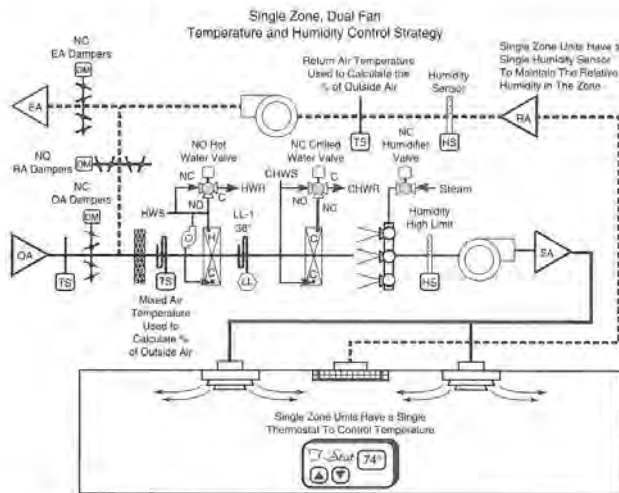 Single Zone, Dual Fan
Temperature and Humidity Control Strategy
NC
EA Dampers
DM
EA
Return Air Temperature
Used to Calculate the
% of Outside Air
TS
Humidity
Sensor
HS
Single Zone Units Have a
Single Humidity Sensor
To Maintain The Relative
Humidity in The Zone
RA
NO
RA Dampers
DM
NC
OA Dampers
DM
OA
TS
NO Hot
Water Valve
NC
C
HWR
NO
HWS
LL-1
38°
LL
H
C
TS
Mixed Air
Temperature
Used to
Calculate %
of Outside Air
NC Chilled
Water Valve
CHWS
C
CHWR
NO
NC
C
C
NC
Humidifier
Valve
Steam
Humidity
High Limit
HS
SA
Single Zone Units Have a Single
Thermostat To Control Temperature
T-Stat
74°